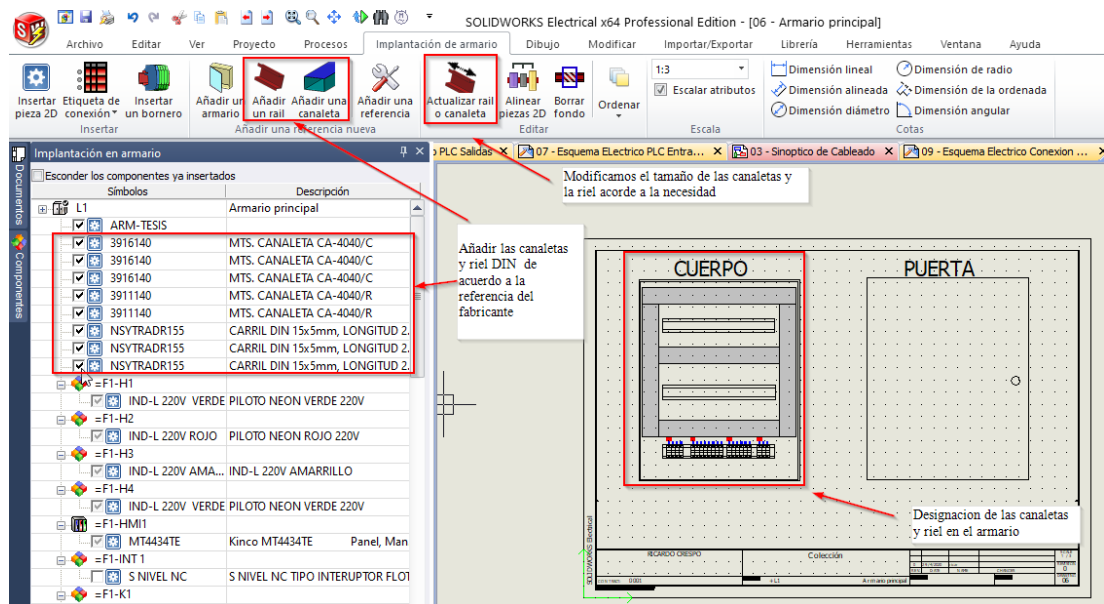 SOLIDWORKS Electrical x64 Professional Edition - [06 - Armario principal]
Archivo Editar Ver Proyecto Procesos Implantación de armario Dibujo Modificar Importar/Exportar Librería Herramientas Ventana Ayuda
Insertar pieza 2D
Etiqueta de conexión
Insertar un bornero
Insertar
Añadir un armario
Añadir un rail
Añadir una canaleta
Añadir una referencia
Añadir una referencia nueva
Actualizar rail o canaleta
Alinear piezas 2D
Borrar fondo
Editar
Ordenar
1:3
Escalar atributos
Escala
Dimensión lineal
Dimensión alineada
Dimensión diámetro
Dimensión de radio
Dimensión de la ordenada
Dimensión angular
Cotas
Implantación en armario
PLC Salidas
07 - Esquema ELectrico PLC Entra...
03 - Sinoptico de Cableado
09 - Esquema Electrico Conexion ...
Documentos
Componentes
Esconder los componentes ya insertados
Símbolos Descripción
L1 Armario principal
ARM-TESIS
3916140 MTS. CANALETA CA-4040/C
3916140 MTS. CANALETA CA-4040/C
3916140 MTS. CANALETA CA-4040/C
3911140 MTS. CANALETA CA-4040/R
3911140 MTS. CANALETA CA-4040/R
NSYTRADR155 CARRIL DIN 15x5mm, LONGITUD 2.
NSYTRADR155 CARRIL DIN 15x5mm, LONGITUD 2.
NSYTRADR155 CARRIL DIN 15x5mm, LONGITUD 2.
=F1-H1
IND-L 220V VERDE PILOTO NEON VERDE 220V
=F1-H2
IND-L 220V ROJO PILOTO NEON ROJO 220V
=F1-H3
IND-L 220V AMA... IND-L 220V AMARRILLO
=F1-H4
IND-L 220V VERDE PILOTO NEON VERDE 220V
=F1-HMI1
MT4434TE Kinco MT4434TE Panel, Man
=F1-INT 1
S NIVEL NC S NIVEL NC TIPO INTERUPTOR FLOT
=F1-K1
Modificamos el tamaño de las canaletas y
la riel acorde a la necesidad
Añadir las canaletas
y riel DIN de
acuerdo a la
referencia del
fabricante
CUERPO
PUERTA
Designacion de las canaletas
y riel en el armario
SOLIDWORKS Electrical
RICARDO CRESPO
Colección
0001
+L1
Armario principal
0
06